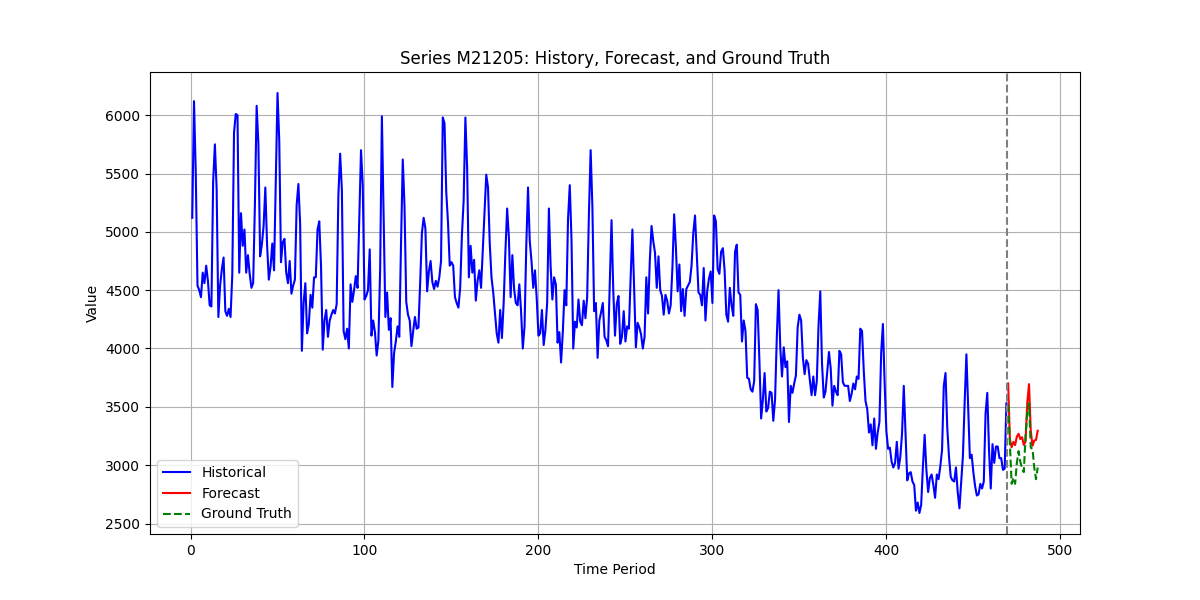 Series M21205: History, Forecast, and Ground Truth
Value
6000
5500
5000
4500
4000
3500
3000
2500
Historical
Forecast
Ground Truth
0
100
200
300
400
500
Time Period